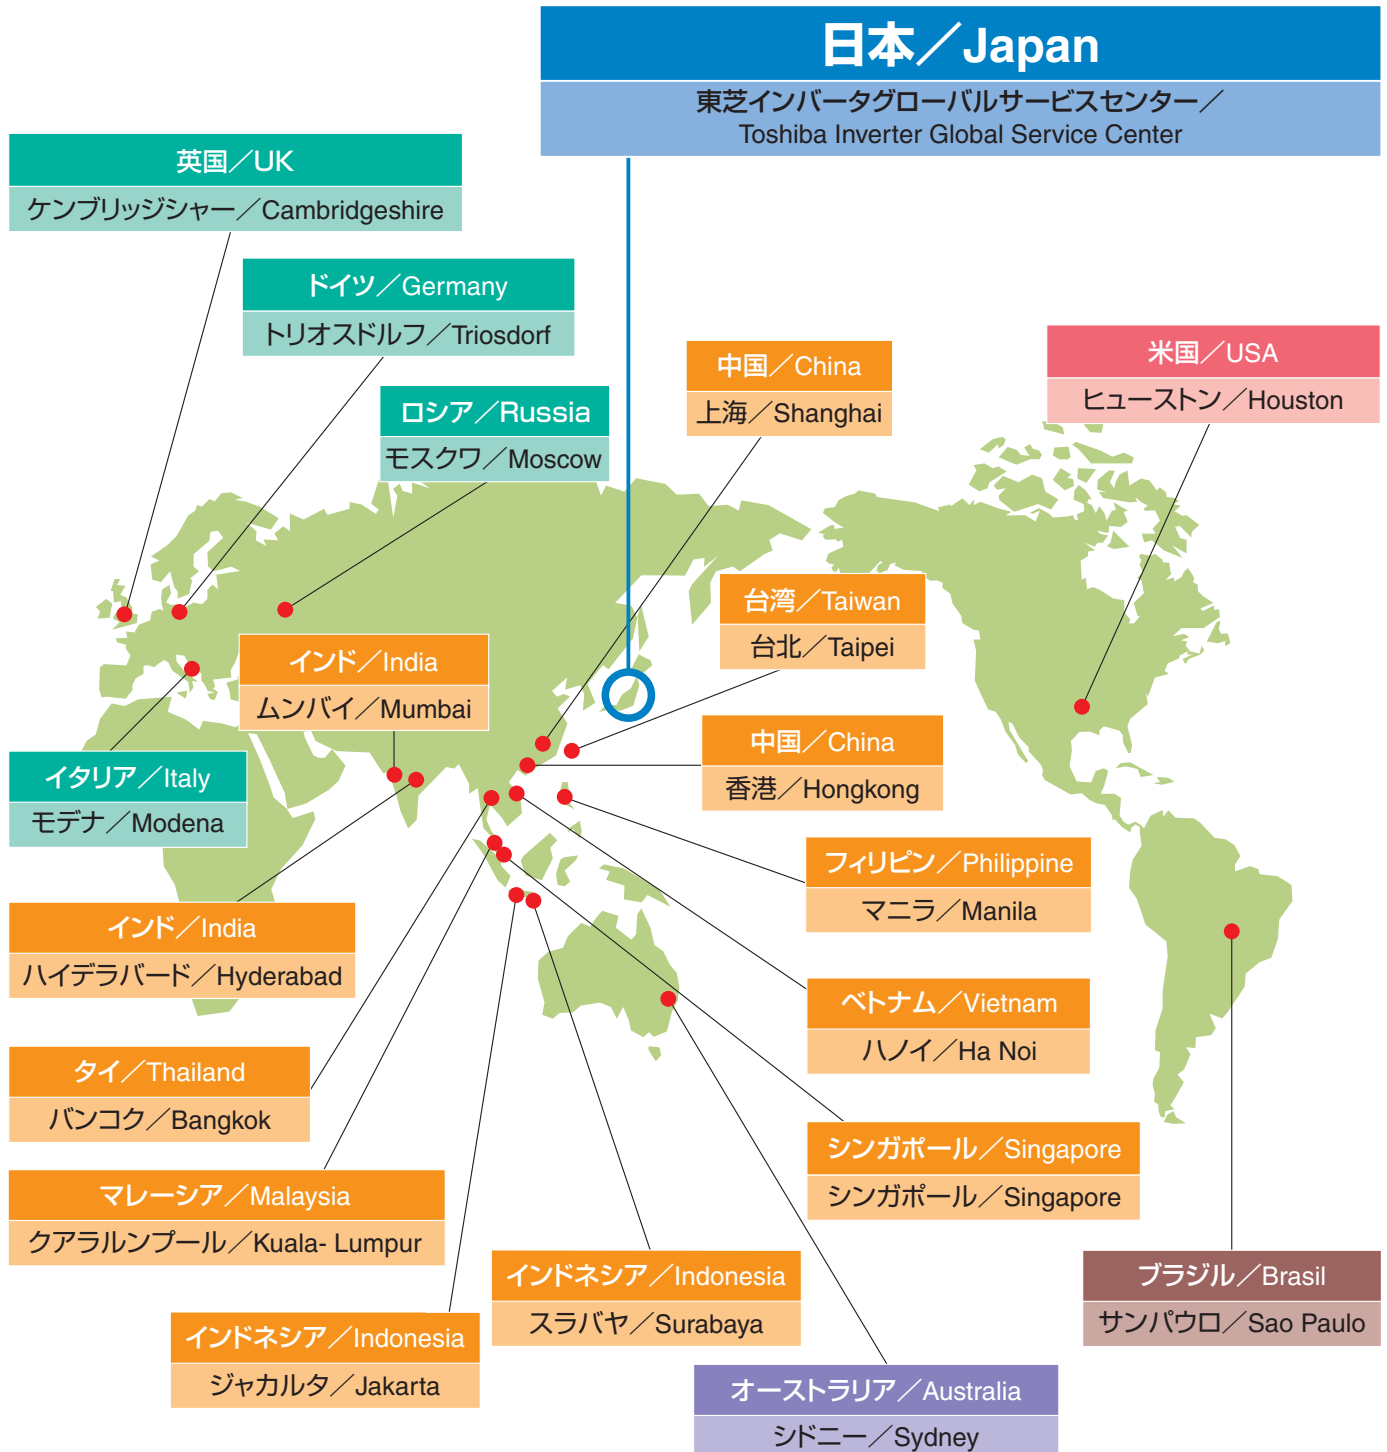 日本／Japan
東芝インバータグローバルサービスセンター／
Toshiba Inverter Global Service Center
英国／UK
ケンブリッジシャー／Cambridgeshire
ドイツ／Germany
トリオスドルフ／Triosdorf
ロシア／Russia
モスクワ／Moscow
中国／China
上海／Shanghai
米国／USA
ヒューストン／Houston
台湾／Taiwan
台北／Taipei
インド／India
ムンバイ／Mumbai
中国／China
香港／Hongkong
イタリア／Italy
モデナ／Modena
フィリピン／Philippine
マニラ／Manila
インド／India
ハイデラバード／Hyderabad
ベトナム／Vietnam
ハノイ／Ha Noi
タイ／Thailand
バンコク／Bangkok
シンガポール／Singapore
シンガポール／Singapore
マレーシア／Malaysia
クアラルンプール／Kuala- Lumpur
インドネシア／Indonesia
スラバヤ／Surabaya
ブラジル／Brasil
サンパウロ／Sao Paulo
インドネシア／Indonesia
ジャカルタ／Jakarta
オーストラリア／Australia
シドニー／Sydney